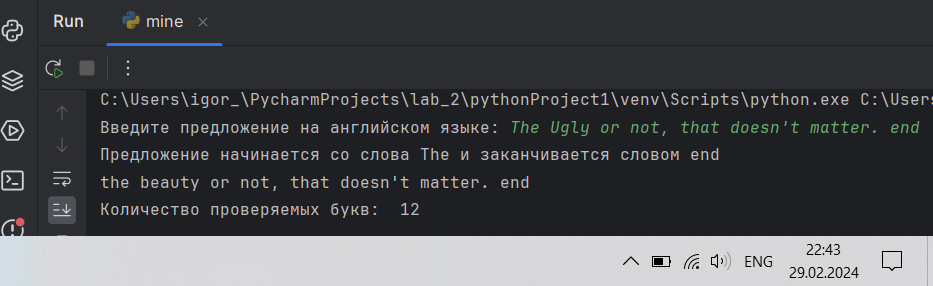 Run mine
C:\Users\igor_\PycharmProjects\lab_2\pythonProject1\venv\Scripts\python.exe C:\Users
Введите предложение на английском языке: The Ugly or not, that doesn't matter. end
Предложение начинается со слова The и заканчивается словом end
the beauty or not, that doesn't matter. end
Количество проверяемых букв:  12
ENG
22:43
29.02.2024